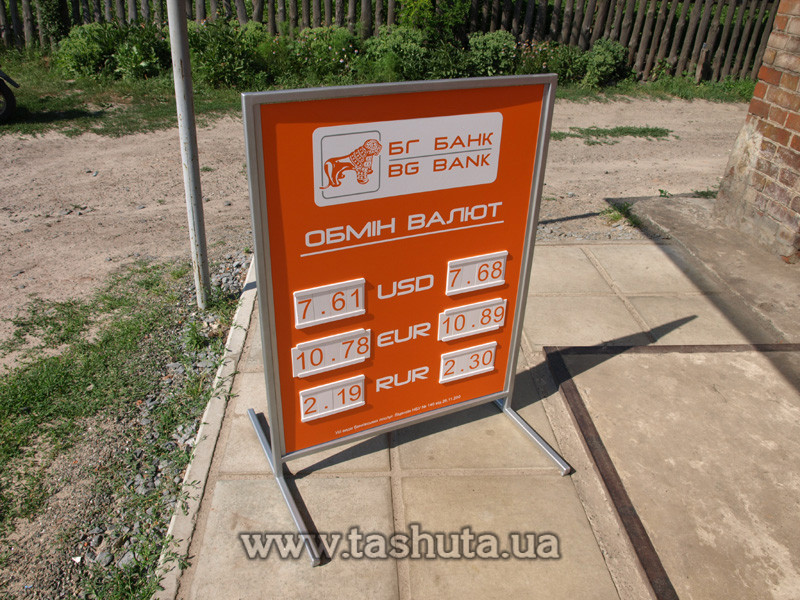 БГ БАНК
BG BANK
ОБМІН ВАЛЮТ
7.61 USD 7.68
10.78 EUR 10.89
2.19 RUR 2.30
www.tashuta.ua